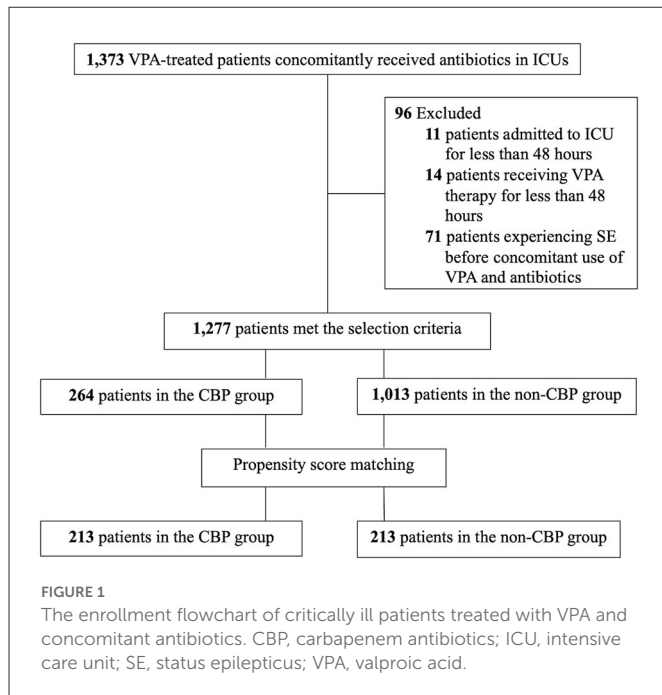 1,373 VPA-treated patients concomitantly received antibiotics in ICUs
96 Excluded
11 patients admitted to ICU
for less than 48 hours
14 patients receiving VPA
therapy for less than 48
hours
71 patients experiencing SE
before concomitant use of
VPA and antibiotics
1,277 patients met the selection criteria
264 patients in the CBP group
1,013 patients in the non-CBP group
Propensity score matching
213 patients in the CBP group
213 patients in the non-CBP group
FIGURE 1
The enrollment flowchart of critically ill patients treated with VPA and
concomitant antibiotics. CBP, carbapenem antibiotics; ICU, intensive
care unit; SE, status epilepticus; VPA, valproic acid.